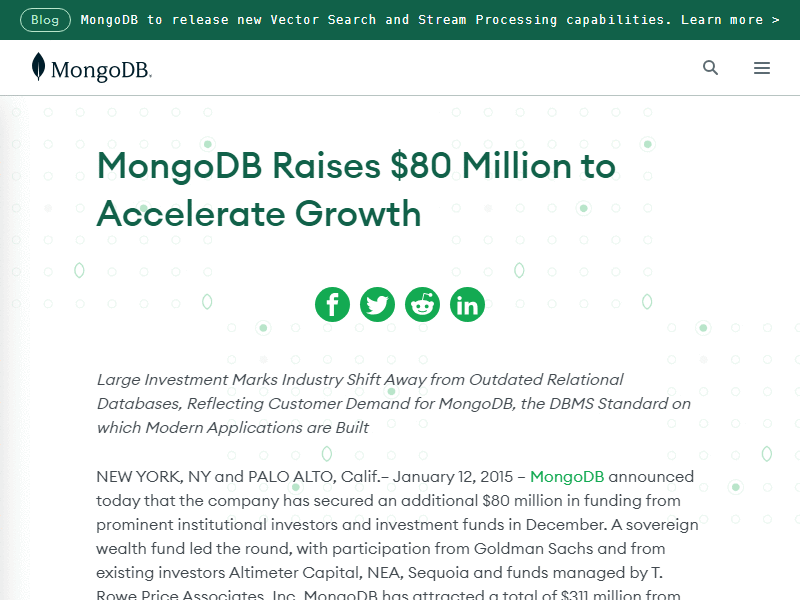 Blog MongoDB to release new Vector Search and Stream Processing capabilities. Learn more >
MongoDB.
MongoDB Raises $80 Million to
Accelerate Growth
Large Investment Marks Industry Shift Away from Outdated Relational
Databases, Reflecting Customer Demand for MongoDB, the DBMS Standard on
which Modern Applications are Built
NEW YORK, NY and PALO ALTO, Calif.– January 12, 2015 – MongoDB announced
today that the company has secured an additional $80 million in funding from
prominent institutional investors and investment funds in December. A sovereign
wealth fund led the round, with participation from Goldman Sachs and from
existing investors Altimeter Capital, NEA, Sequoia and funds managed by T.
Rowe Price Associates, Inc. MongoDB has attracted a total of $311 million from